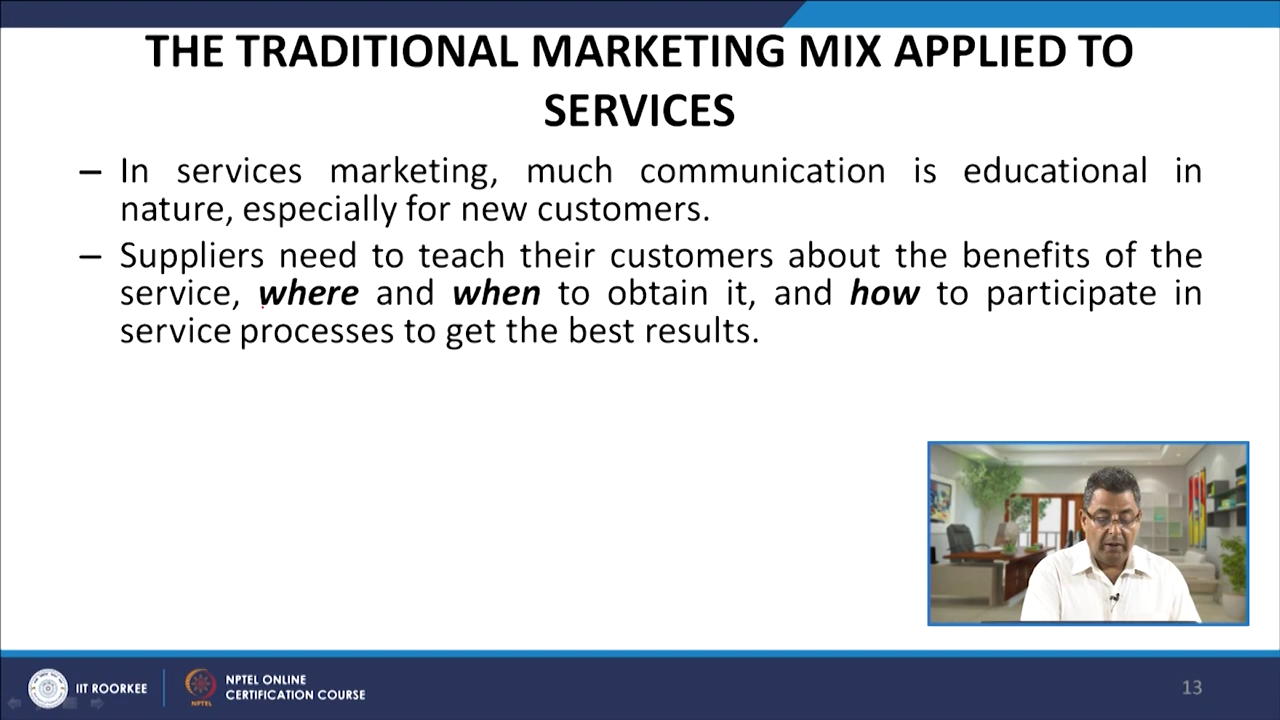 THE TRADITIONAL MARKETING MIX APPLIED TO
SERVICES
– In services marketing, much communication is educational in
nature, especially for new customers.
– Suppliers need to teach their customers about the benefits of the
service, where and when to obtain it, and how to participate in
service processes to get the best results.
IIT ROORKEE
NPTEL
NPTEL ONLINE
CERTIFICATION COURSE
13